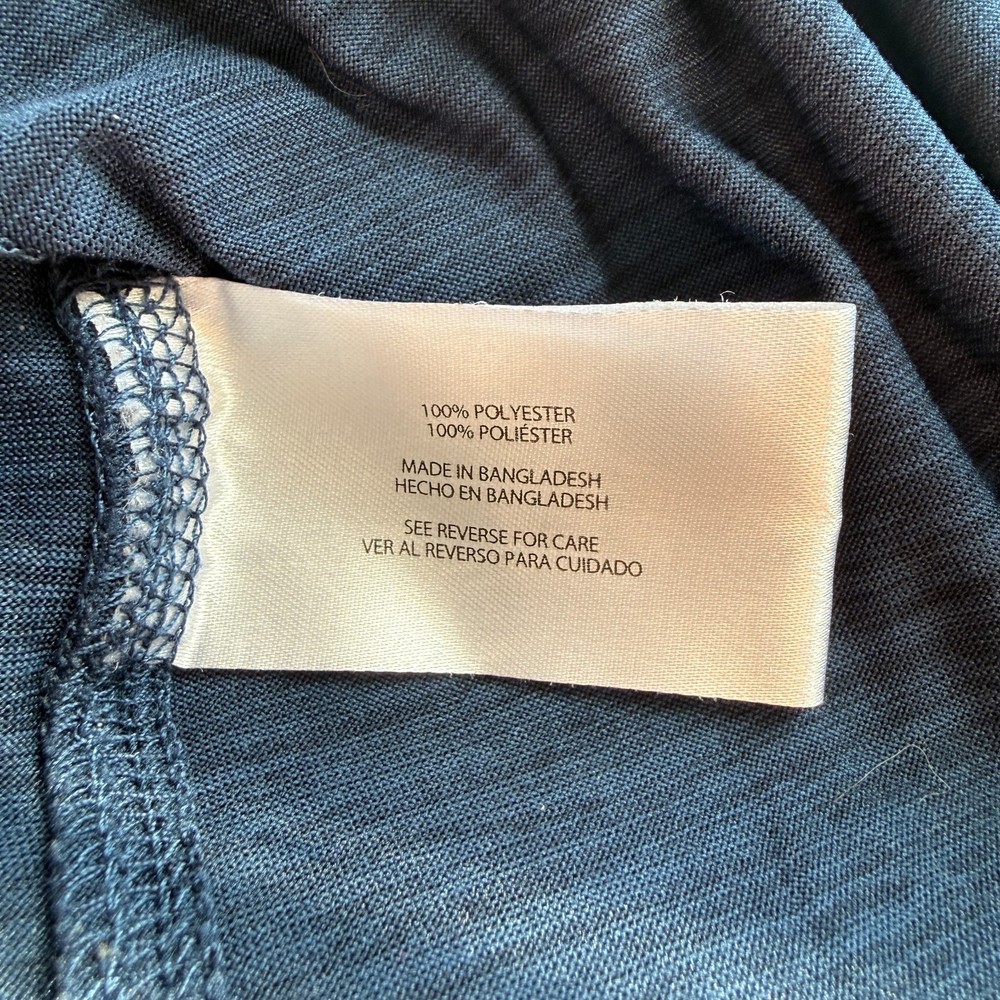 100% POLYESTER
100% POLIÉSTER
MADE IN BANGLADESH
HECHO EN BANGLADESH
SEE REVERSE FOR CARE
VER AL REVERSO PARA CUIDADO